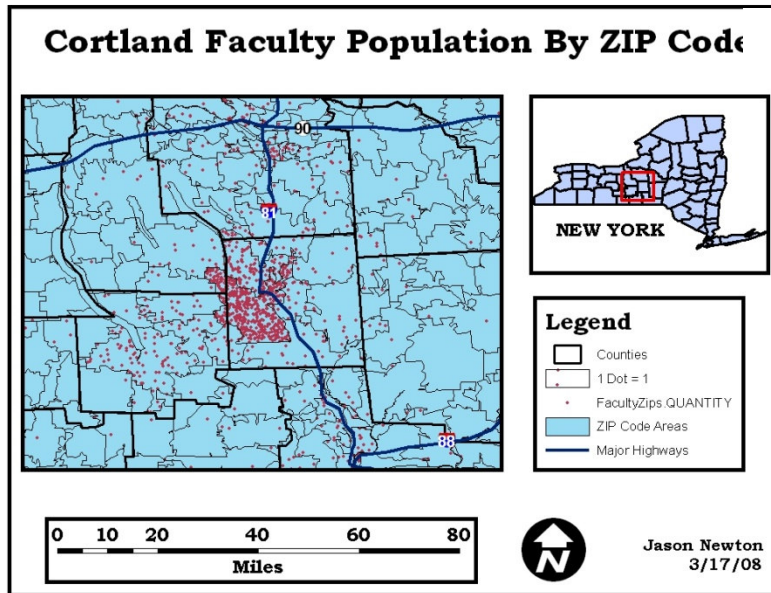 Cortland Faculty Population By ZIP Code
90
81
88
NEW YORK
Legend
Counties
1 Dot = 1
FacultyZips.QUANTITY
ZIP Code Areas
Major Highways
0 10 20 40 60 80
Miles
N
Jason Newton
3/17/08